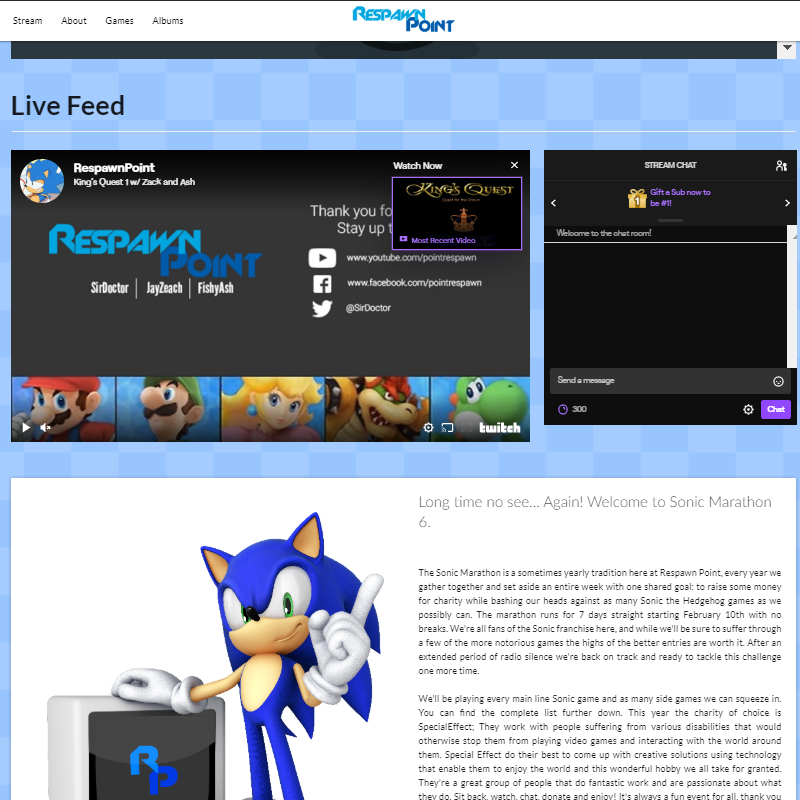 Stream About Games Albums
RESPAWN
POINT
Live Feed
RespawnPoint
King's Quest 1 w/ Zack and Ash
Watch Now
KING'S QUEST
Quest for the Crown
Most Recent Video
Thank you fo
Stay up t
RESPAWN
POINT
SirDoctor | JayZeach | FishyAsh
www.youtube.com/pointrespawn
www.facebook.com/pointrespawn
@SirDoctor
twitch
STREAM CHAT
1
Gift a Sub now to
be #1!
Welcome to the chat room!
Send a message
300
Chat
Long time no see... Again! Welcome to Sonic Marathon
6.
The Sonic Marathon is a sometimes yearly tradition here at Respawn Point, every year we
gather together and set aside an entire week with one shared goal: to raise some money
for charity while bashing our heads against as many Sonic the Hedgehog games as we
possibly can. The marathon runs for 7 days straight starting February 10th with no
breaks. We're all fans of the Sonic franchise here, and while we'll be sure to suffer through
a few of the more notorious games the highs of the better entries are worth it. After an
extended period of radio silence we're back on track and ready to tackle this challenge
one more time.
We'll be playing every main line Sonic game and as many side games we can squeeze in.
You can find the complete list further down. This year the charity of choice is
SpecialEffect; They work with people suffering from various disabilities that would
otherwise stop them from playing video games and interacting with the world around
them. Special Effect do their best to come up with creative solutions using technology
that enable them to enjoy the world and this wonderful hobby we all take for granted.
They're a great group of people that do fantastic work and are passionate about what
they do. Sit back, watch, chat, donate and enjoy! It's always a fun event for all, thank you
RP